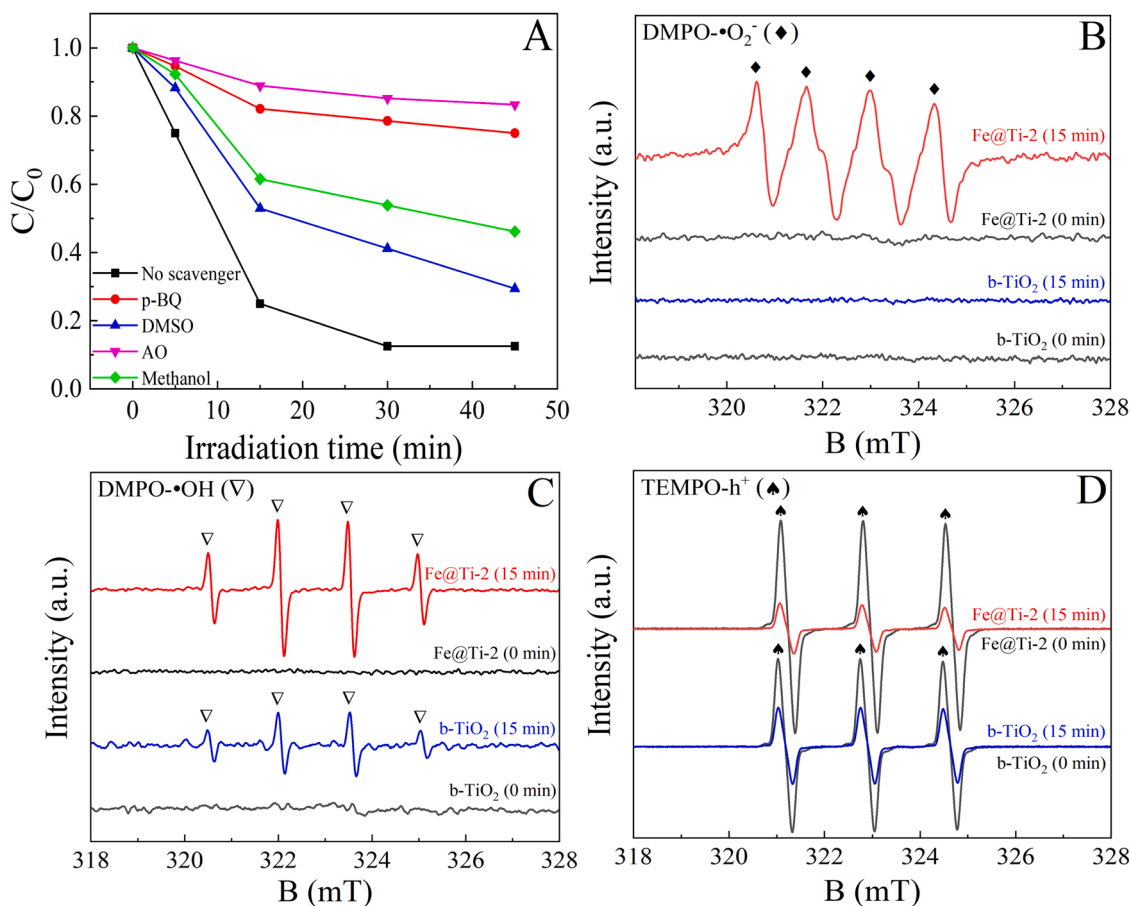 A
1.0
0.8
0.6
0.4
0.2
0.0
C/C₀
No scavenger
p-BQ
DMSO
AO
Methanol
0 10 20 30 40 50
Irradiation time (min)
B
DMPO-•O₂⁻ (♦)
Intensity (a.u.)
Fe@Ti-2 (15 min)
Fe@Ti-2 (0 min)
b-TiO₂ (15 min)
b-TiO₂ (0 min)
320 322 324 326 328
B (mT)
C
DMPO-•OH (∇)
Intensity (a.u.)
Fe@Ti-2 (15 min)
Fe@Ti-2 (0 min)
b-TiO₂ (15 min)
b-TiO₂ (0 min)
318 320 322 324 326 328
B (mT)
D
TEMPO-h⁺ (♠)
Intensity (a.u.)
Fe@Ti-2 (15 min)
Fe@Ti-2 (0 min)
b-TiO₂ (15 min)
b-TiO₂ (0 min)
318 320 322 324 326 328
B (mT)